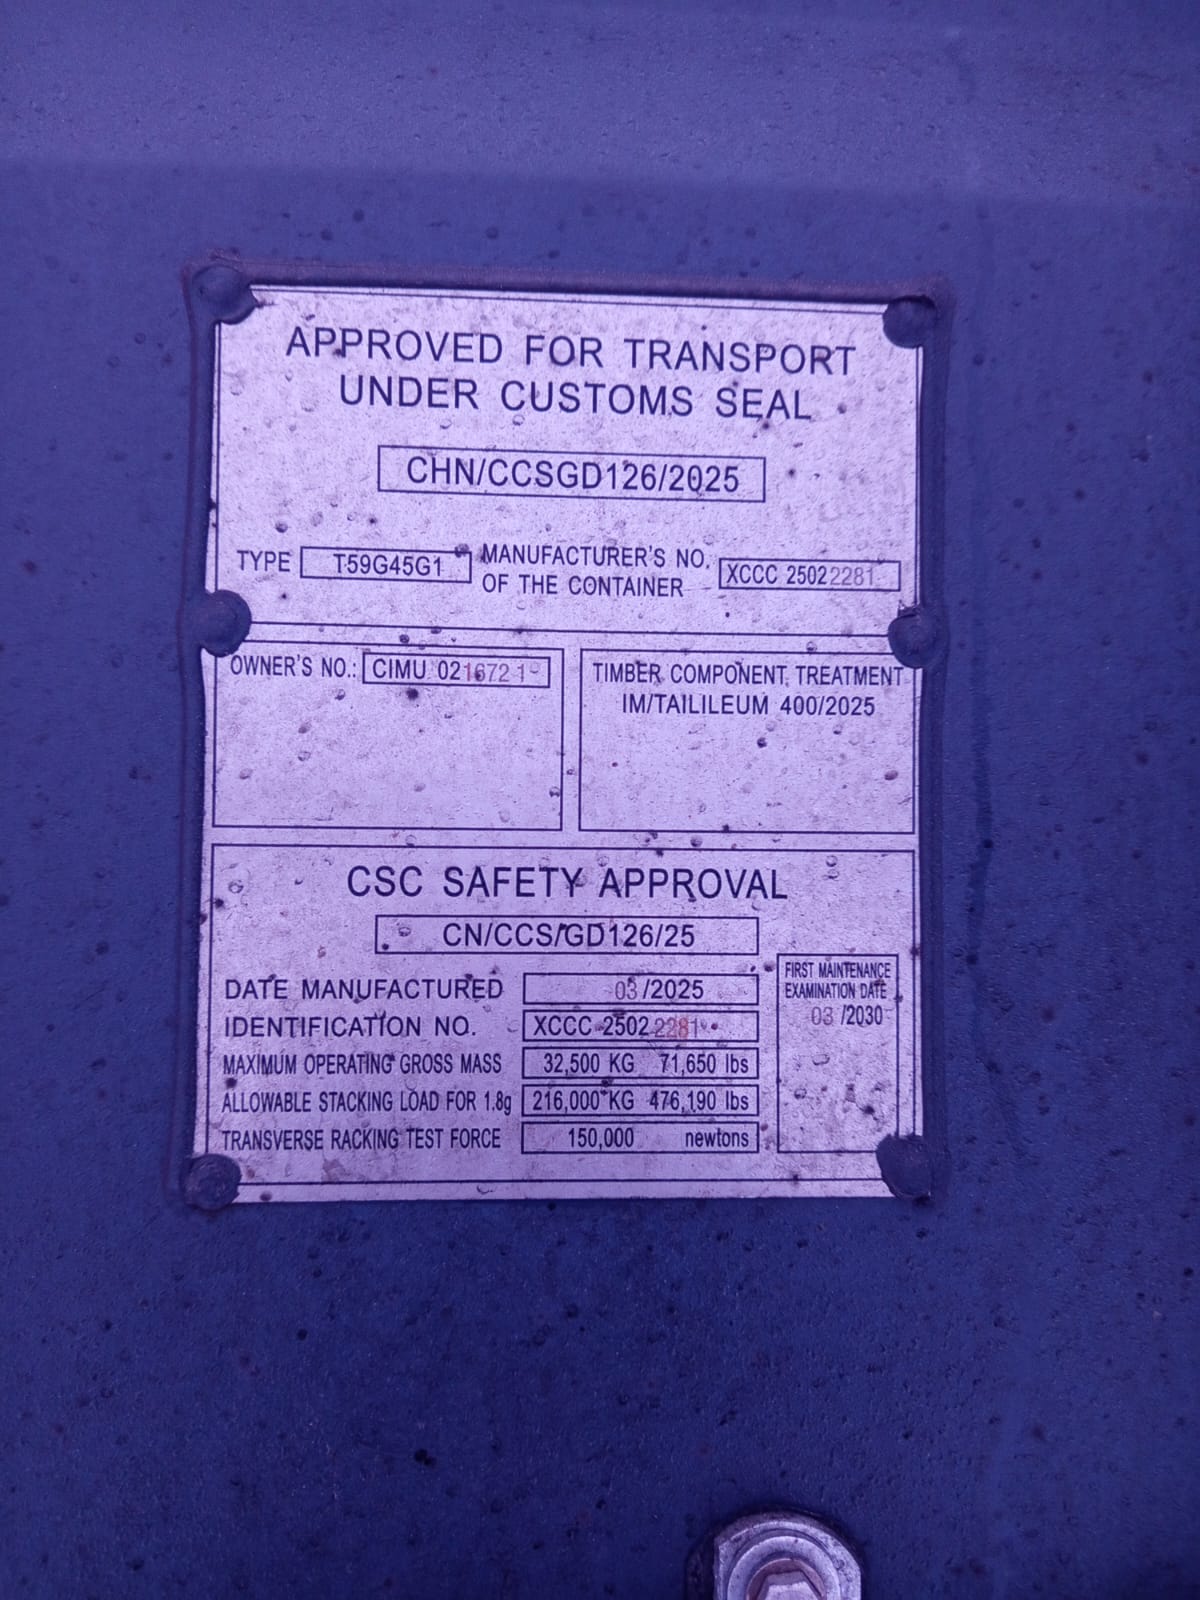 APPROVED FOR TRANSPORT
UNDER CUSTOMS SEAL
CHN/CCSGD126/2025
TYPE T59G45G1 MANUFACTURER'S NO. OF THE CONTAINER XCCC 25022281
OWNER'S NO.: CIMU 021672 1
TIMBER COMPONENT TREATMENT
IM/TAILILEUM 400/2025
CSC SAFETY APPROVAL
CN/CCS/GD126/25
DATE MANUFACTURED 03/2025
IDENTIFICATION NO. XCCC 25022281
MAXIMUM OPERATING GROSS MASS 32,500 KG 71,650 lbs
ALLOWABLE STACKING LOAD FOR 1.8g 216,000 KG 476,190 lbs
TRANSVERSE RACKING TEST FORCE 150,000 newtons
FIRST MAINTENANCE
EXAMINATION DATE
03 /2030